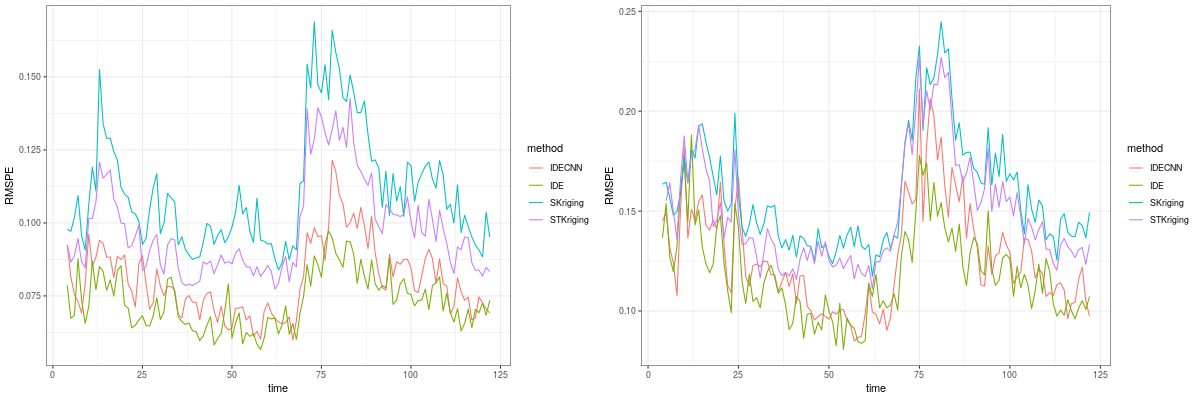 RMSPE
0.150
0.125
0.100
0.075
0
25
50
75
100
125
time
method
IDECNN
IDE
SKriging
STKriging
RMSPE
0.25
0.20
0.15
0.10
0
25
50
75
100
125
time
method
IDECNN
IDE
SKriging
STKriging